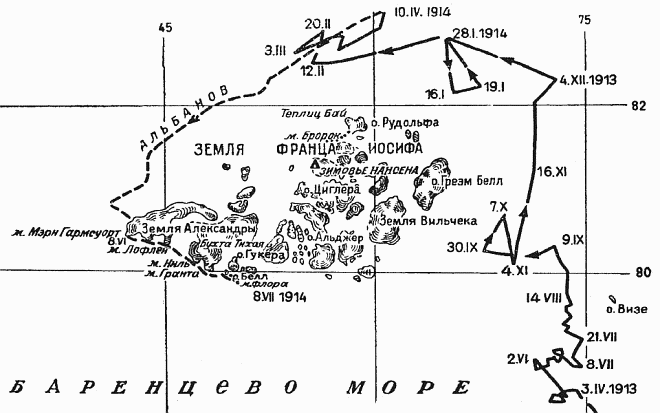 10.IV.1914
20.II
45
75
28.I.1914
3.III
12.II
4.XII.1913
16.I
19.I
АЛЬБАНОВ
82
Теплиц Бай
о. Рудольфа
м. Бророк
ЗЕМЛЯ ФРАНЦА ИОСИФА
ЗИМОВЬЕ НАНСЕНА
16.XI
о. Грэм Белл
о. Циглера
7.X
Земля Вильчека
Земля Александры
м. Мэри Гармсуорт
8.VI
о. Альджер
30.IX
9.IX
Бухта Тихая
м. Лофлен
о. Гукера
м. Ниль
4.XI
80
м. Гранта
о. Белл
м. Флора
8.VII 1914
14.VIII
о. Визе
21.VII
2.VI
8.VII
БАРЕНЦЕВО МОРЕ
3.IV.1913